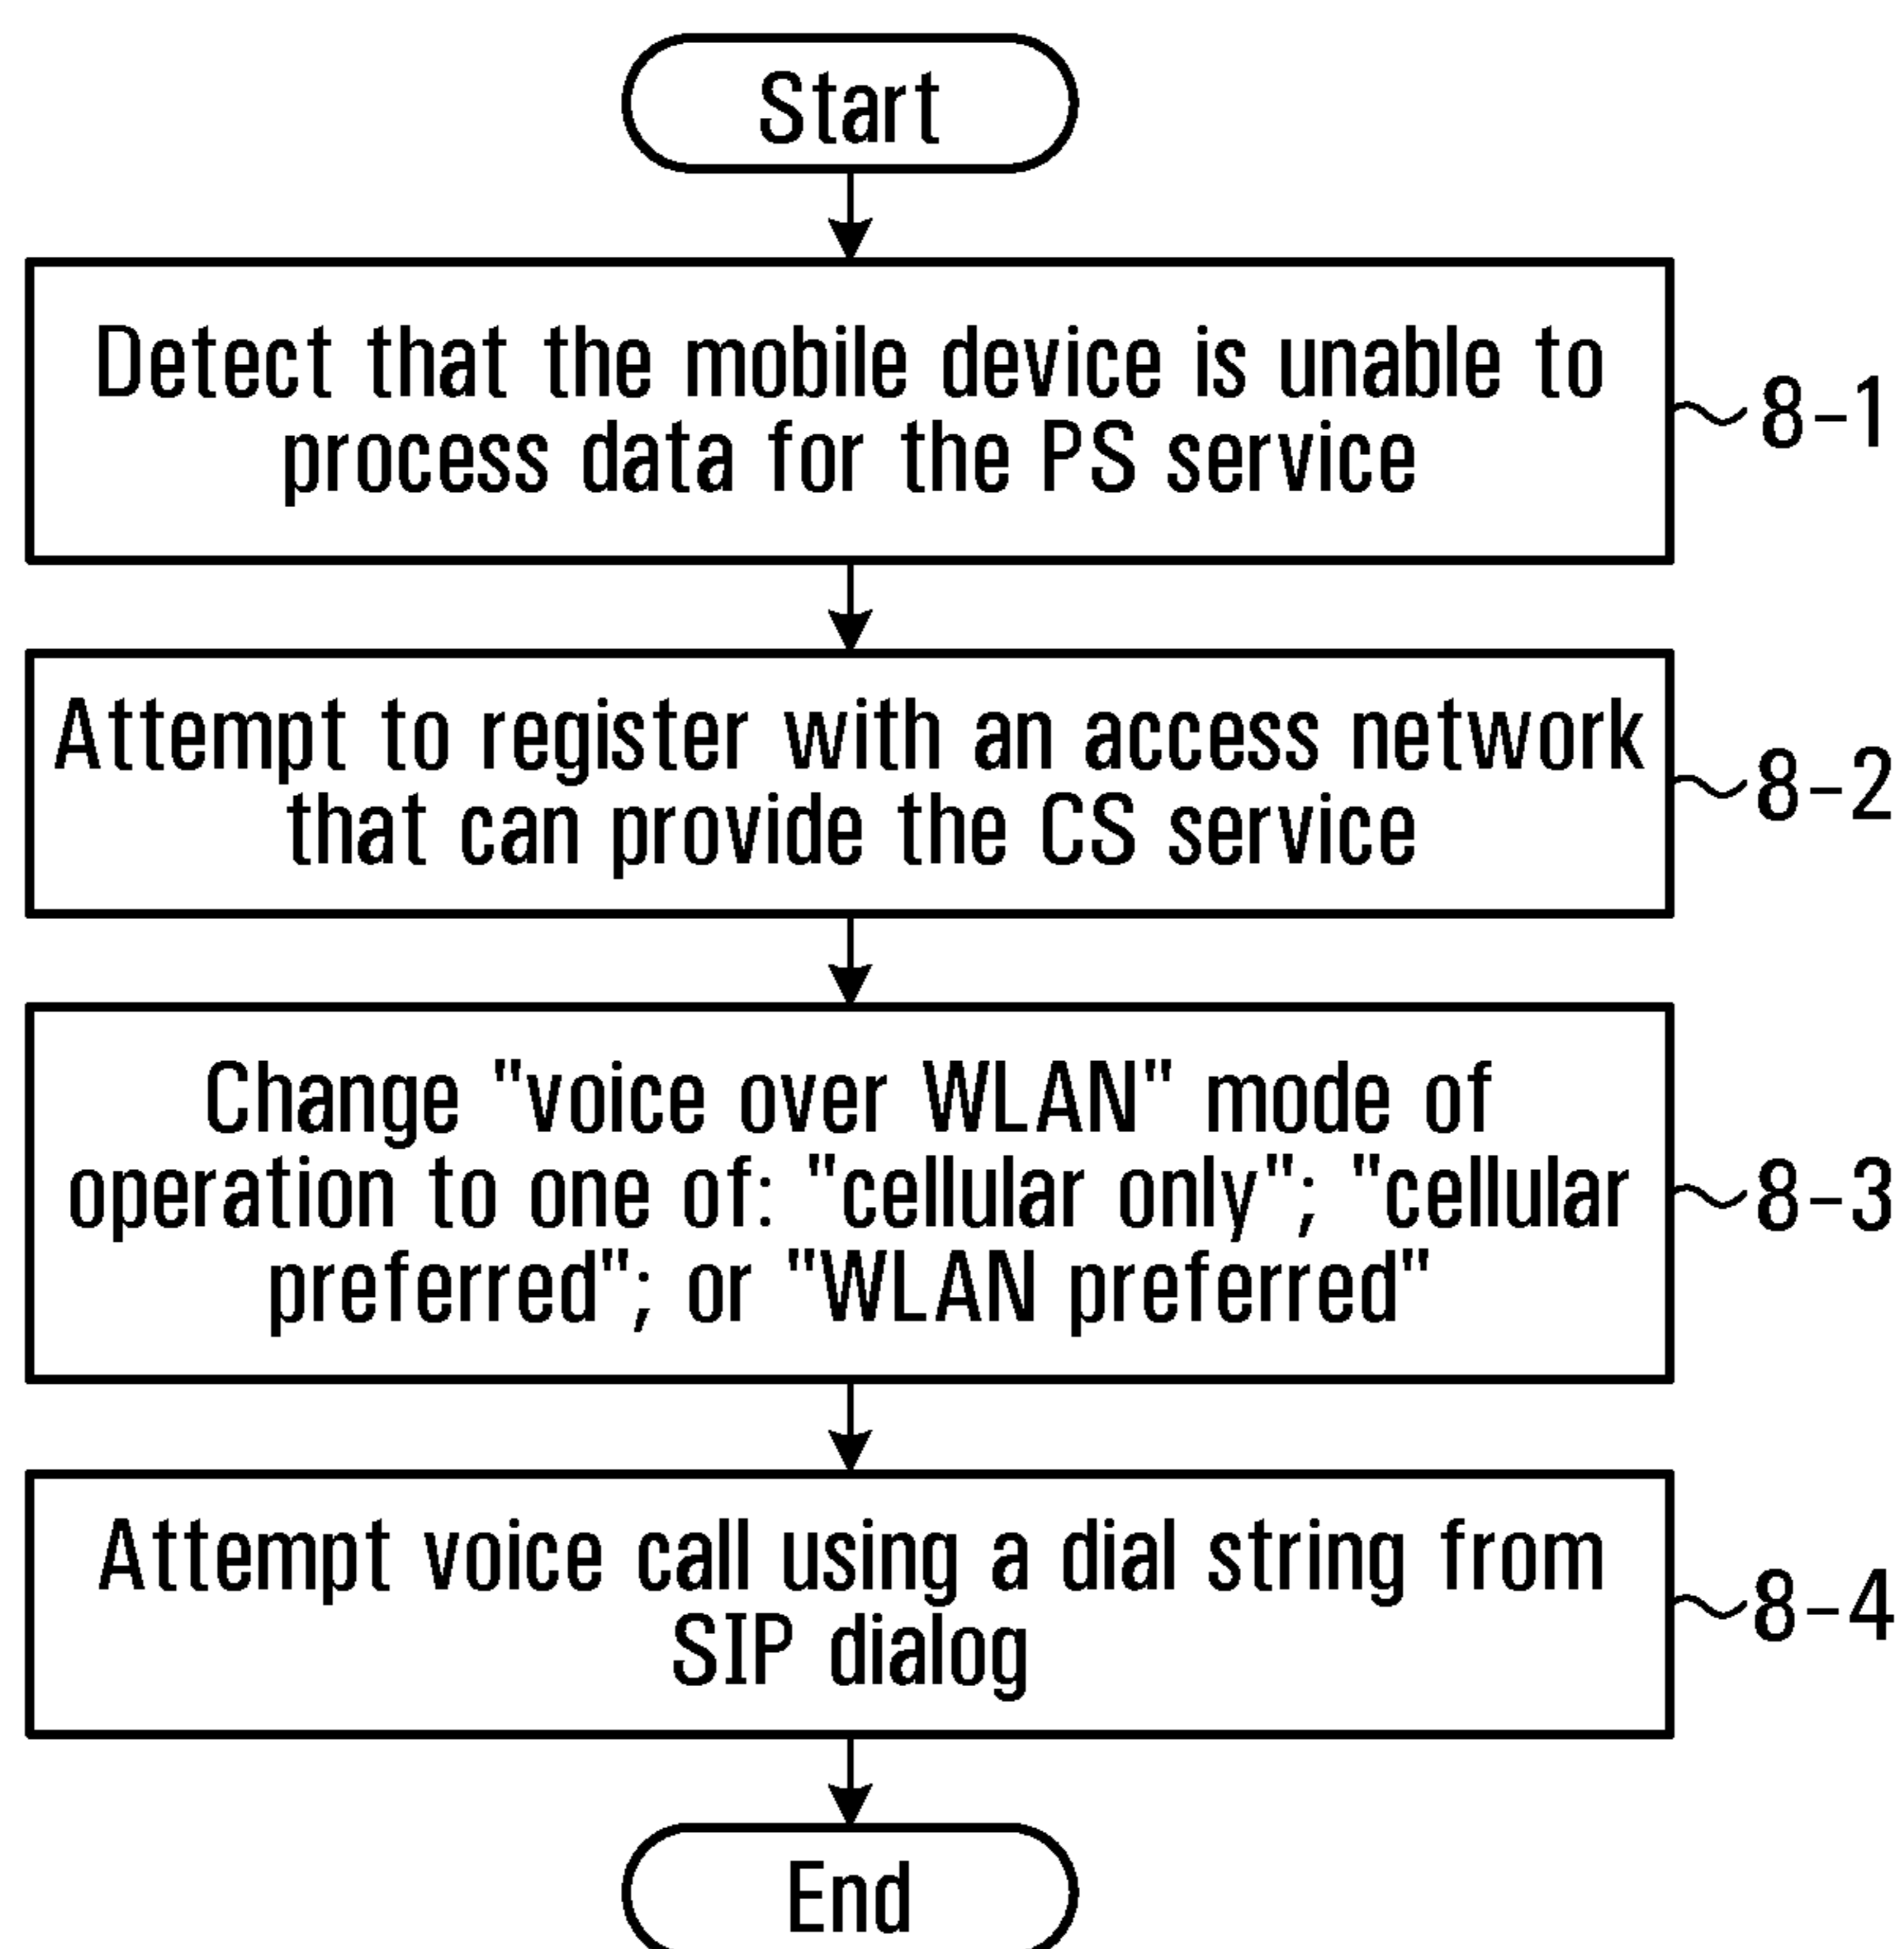 Start
Detect that the mobile device is unable to
process data for the PS service
8-1
Attempt to register with an access network
that can provide the CS service
8-2
Change "voice over WLAN" mode of
operation to one of: "cellular only"; "cellular
preferred"; or "WLAN preferred"
8-3
Attempt voice call using a dial string from
SIP dialog
8-4
End